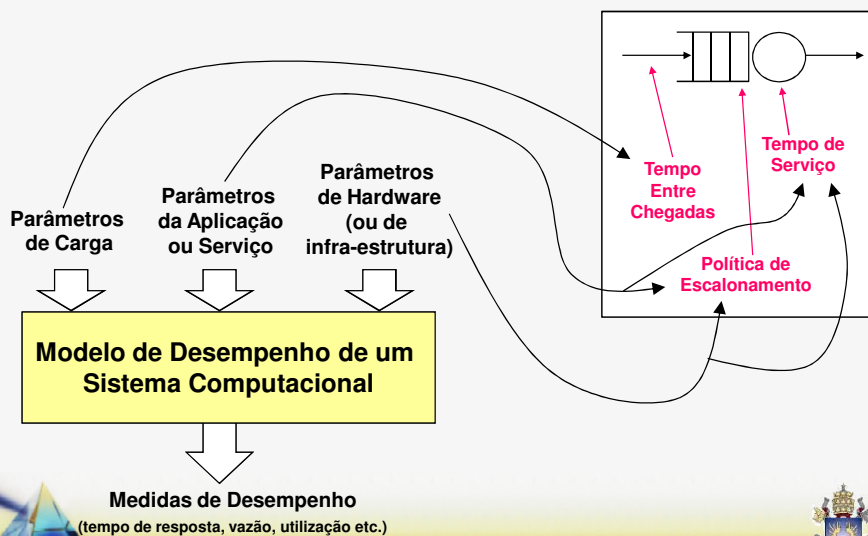 Parâmetros
de Carga
Parâmetros
da Aplicação
ou Serviço
Parâmetros
de Hardware
(ou de
infra-estrutura)
Tempo
Entre
Chegadas
Tempo de
Serviço
Política de
Escalonamento
Modelo de Desempenho de um
Sistema Computacional
Medidas de Desempenho
(tempo de resposta, vazão, utilização etc.)